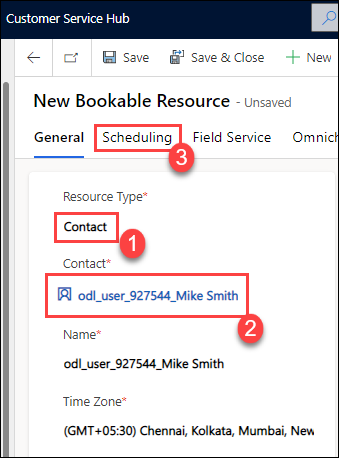 Customer Service Hub
Save Save & Close New
New Bookable Resource - Unsaved
General Scheduling Field Service Omnich
3
Resource Type*
Contact
1
Contact*
odl_user_927544_Mike Smith
2
Name*
odl_user_927544_Mike Smith
Time Zone*
(GMT+05:30) Chennai, Kolkata, Mumbai, New